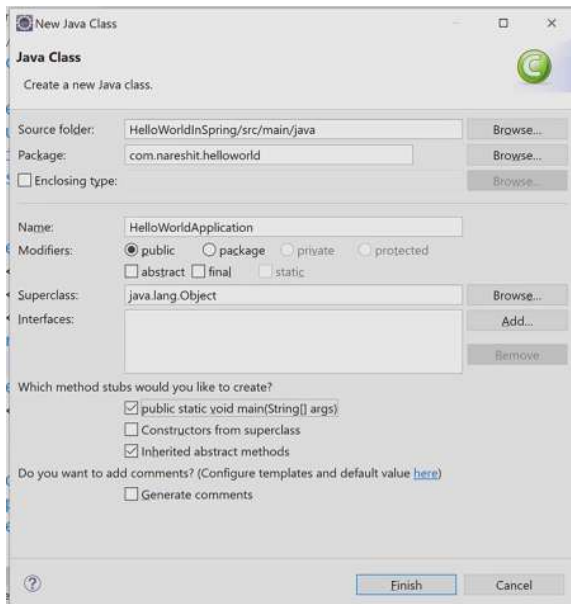 New Java Class
Java Class
Create a new Java class.
Source folder: HelloWorldInSpring/src/main/java Browse...
Package: com.nareshit.helloworld Browse...
Enclosing type: Browse...
Name: HelloWorldApplication
Modifiers: public package private protected
abstract final static
Superclass: java.lang.Object Browse...
Interfaces: Add...
Remove
Which method stubs would you like to create?
public static void main(String[] args)
Constructors from superclass
Inherited abstract methods
Do you want to add comments? (Configure templates and default value here)
Generate comments
? Finish Cancel